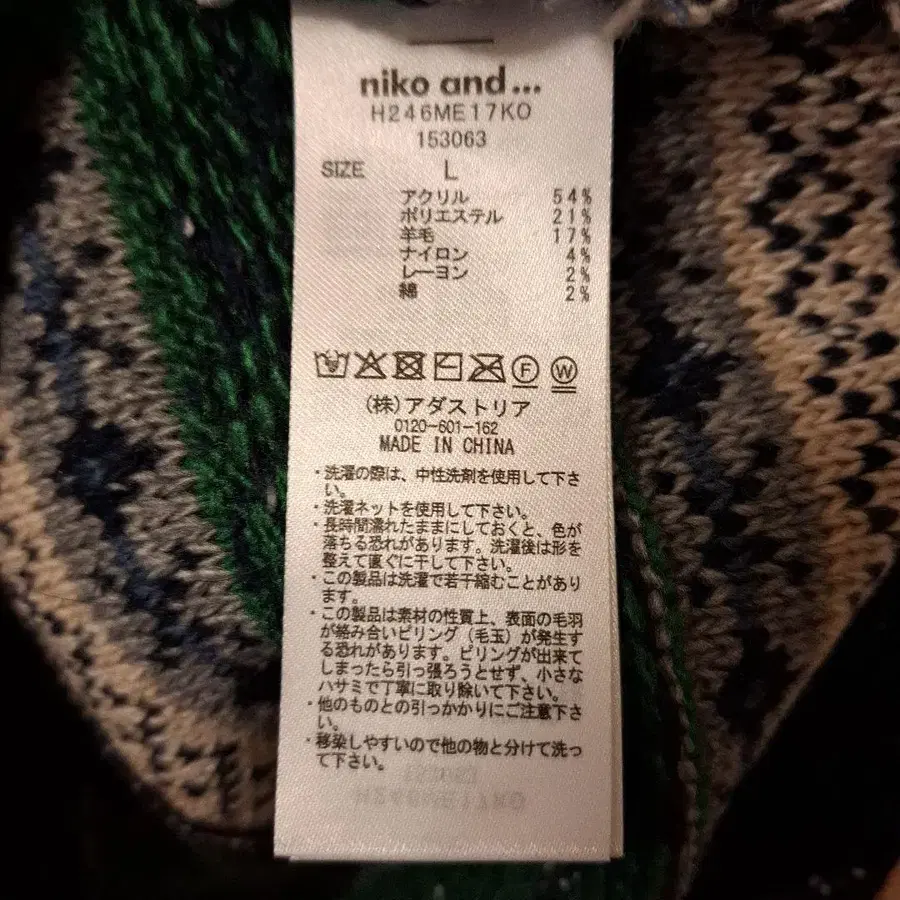 niko and ...
H246ME17KO
153063
SIZE L
アクリル 54%
ポリエステル 21%
羊毛 17%
ナイロン 4%
レーヨン 2%
綿 2%
F W
(株)アダストリア
0120-601-162
MADE IN CHINA
・洗濯の際は、中性洗剤を使用して下さ
い。
・洗濯ネットを使用して下さい。
・長時間濡れたままにしておくと、色が
落ちる恐れがあります。洗濯後は形を
整えて直ぐに干して下さい。
・この製品は洗濯で若干縮むことがあり
ます。
・この製品は素材の性質上、表面の毛羽
が絡み合いピリング（毛玉）が発生す
る恐れがあります。ピリングが出来て
しまったら引っ張ろうとせず、小さな
ハサミで丁寧に取り除いて下さい。
・他のものとの引っかかりにご注意下さ
い。
・移染しやすいので他の物と分けて洗っ
て下さい。
153063
H246ME17KO